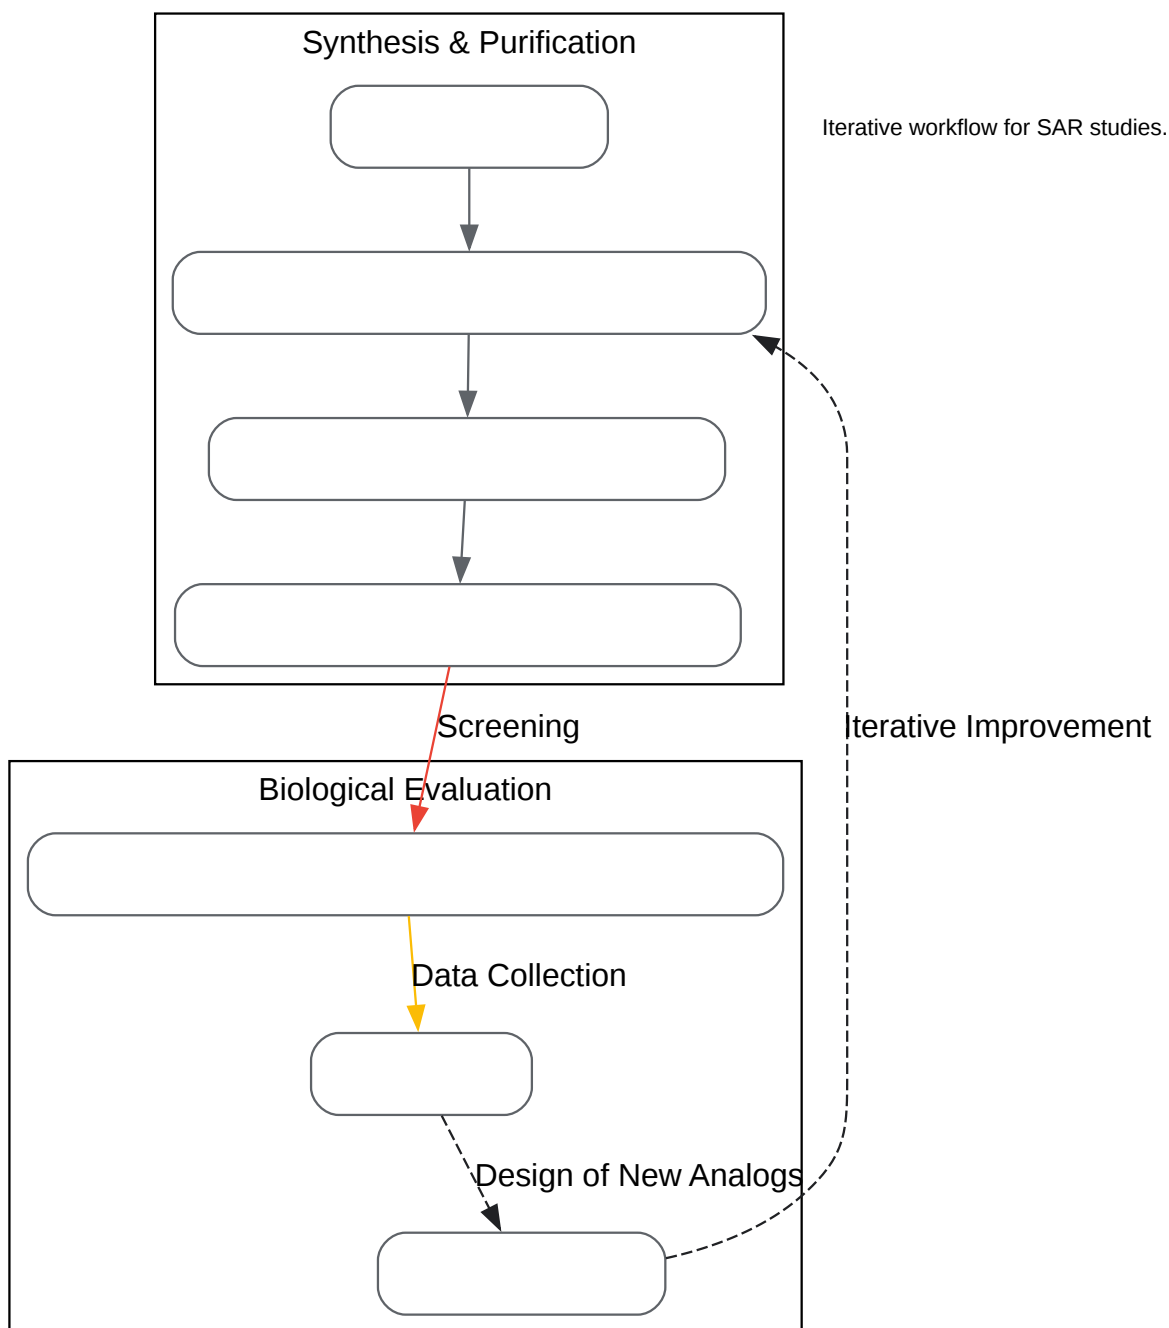 Synthesis & Purification
Iterative workflow for SAR studies.
Screening
Iterative Improvement
Biological Evaluation
Data Collection
Design of New Analogs